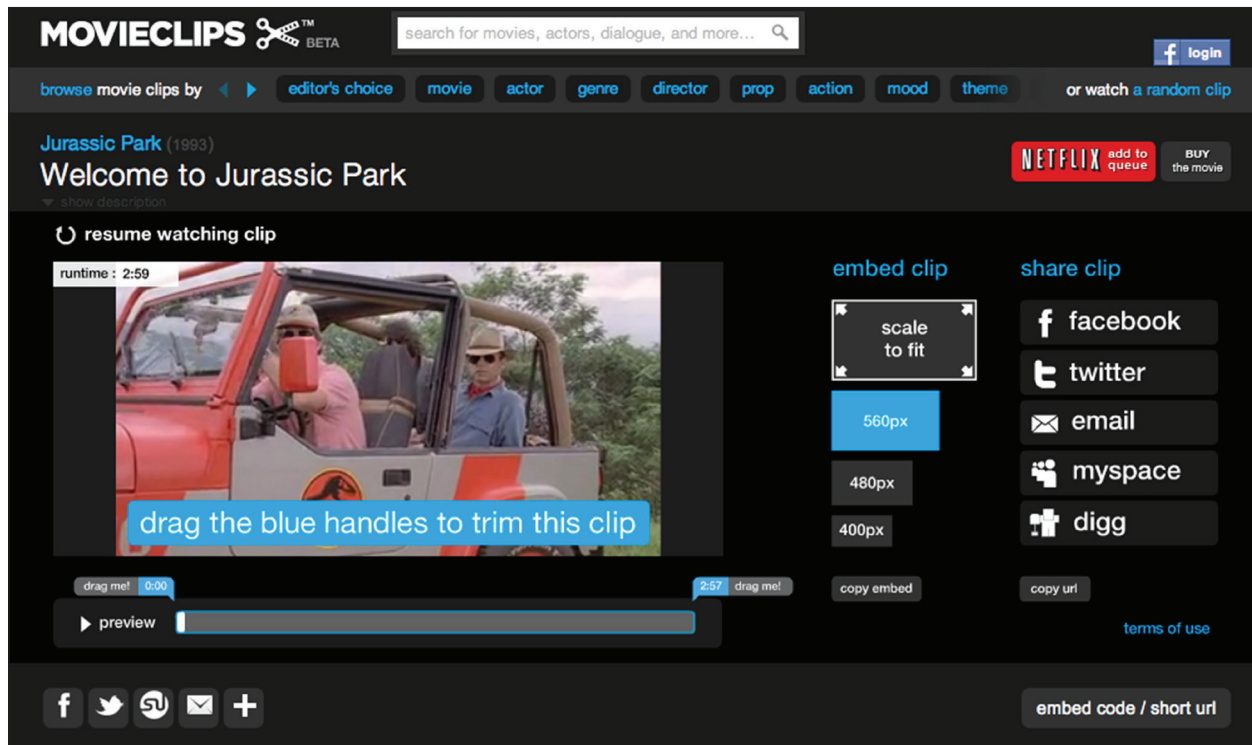 MOVIECLIPS ™ BETA
search for movies, actors, dialogue, and more...
f login
browse movie clips by editor's choice movie actor genre director prop action mood theme or watch a random clip
Jurassic Park (1993)
Welcome to Jurassic Park
show description
NETFLIX add to queue
BUY the movie
resume watching clip
runtime : 2:59
drag the blue handles to trim this clip
drag me! 0:00
2:57 drag me!
preview
embed clip
scale
to fit
560px
480px
400px
copy embed
share clip
facebook
twitter
email
myspace
digg
copy url
terms of use
embed code / short url